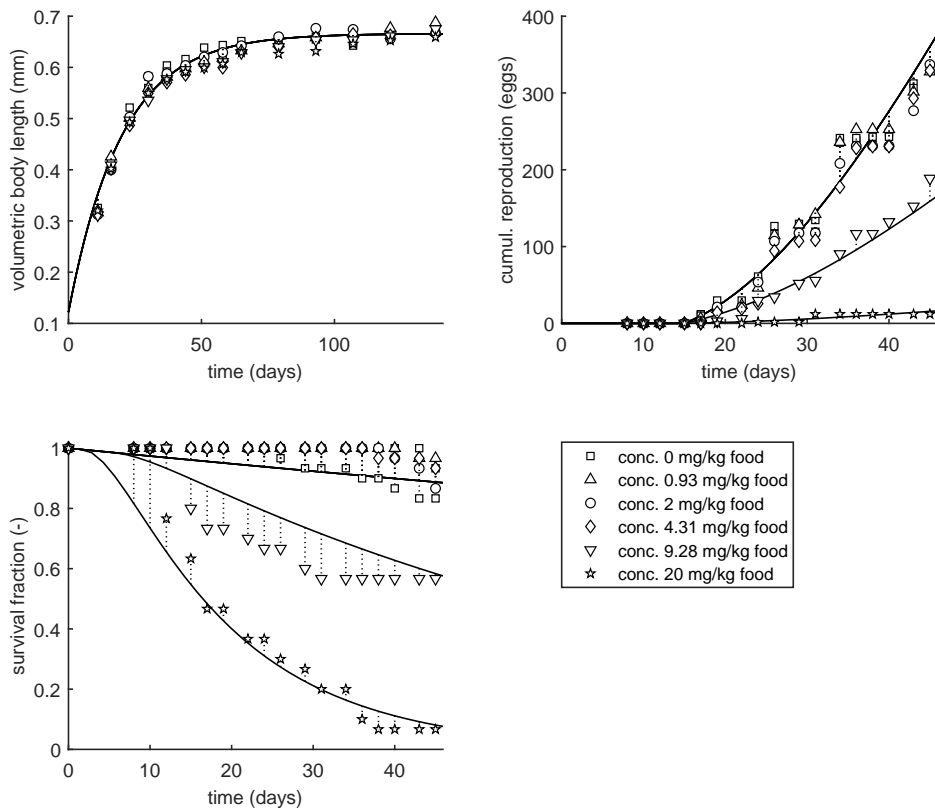 0.7
0.6
0.5
0.4
0.3
0.2
0.1
0
50
100
time (days)
volumetric body length (mm)
400
300
200
100
0
0
10
20
30
40
time (days)
cumul. reproduction (eggs)
1
0.8
0.6
0.4
0.2
0
0
10
20
30
40
time (days)
survival fraction (-)
conc. 0 mg/kg food
conc. 0.93 mg/kg food
conc. 2 mg/kg food
conc. 4.31 mg/kg food
conc. 9.28 mg/kg food
conc. 20 mg/kg food